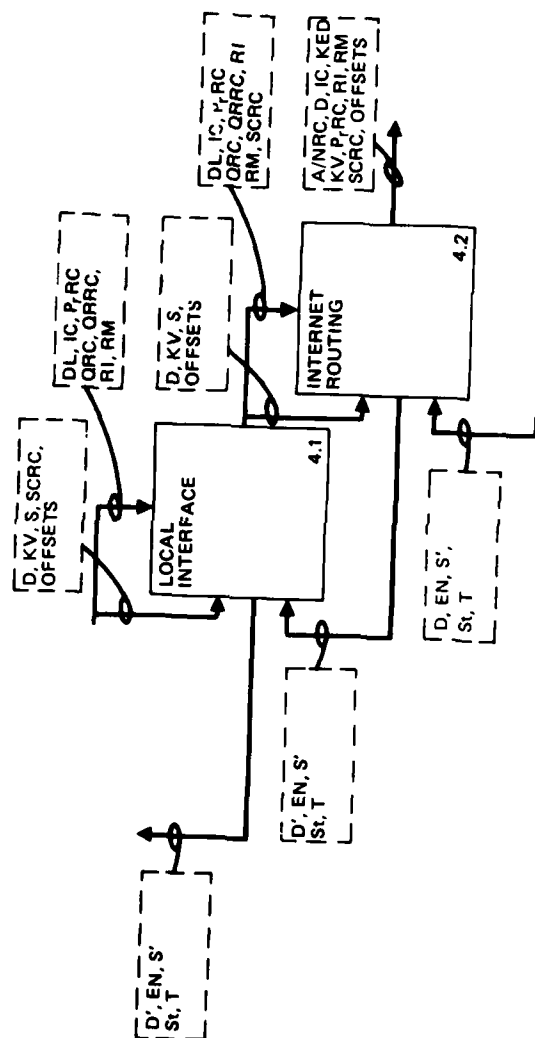 D, KV, S, SCRC,
OFFSETS
DL, IC, PrRC
QRC, QRRC,
RI, RM
LOCAL
INTERFACE
4.1
D, KV, S,
OFFSETS
DL, IC, PrRC
QRC, QRRC, RI
RM, SCRC
INTERNET
ROUTING
4.2
A/NRC, D, IC, KED
KV, PrRC, RI, RM
SCRC, OFFSETS
D', EN, S'
St, T
D', EN, S'
St, T
D, EN, S',
St, T